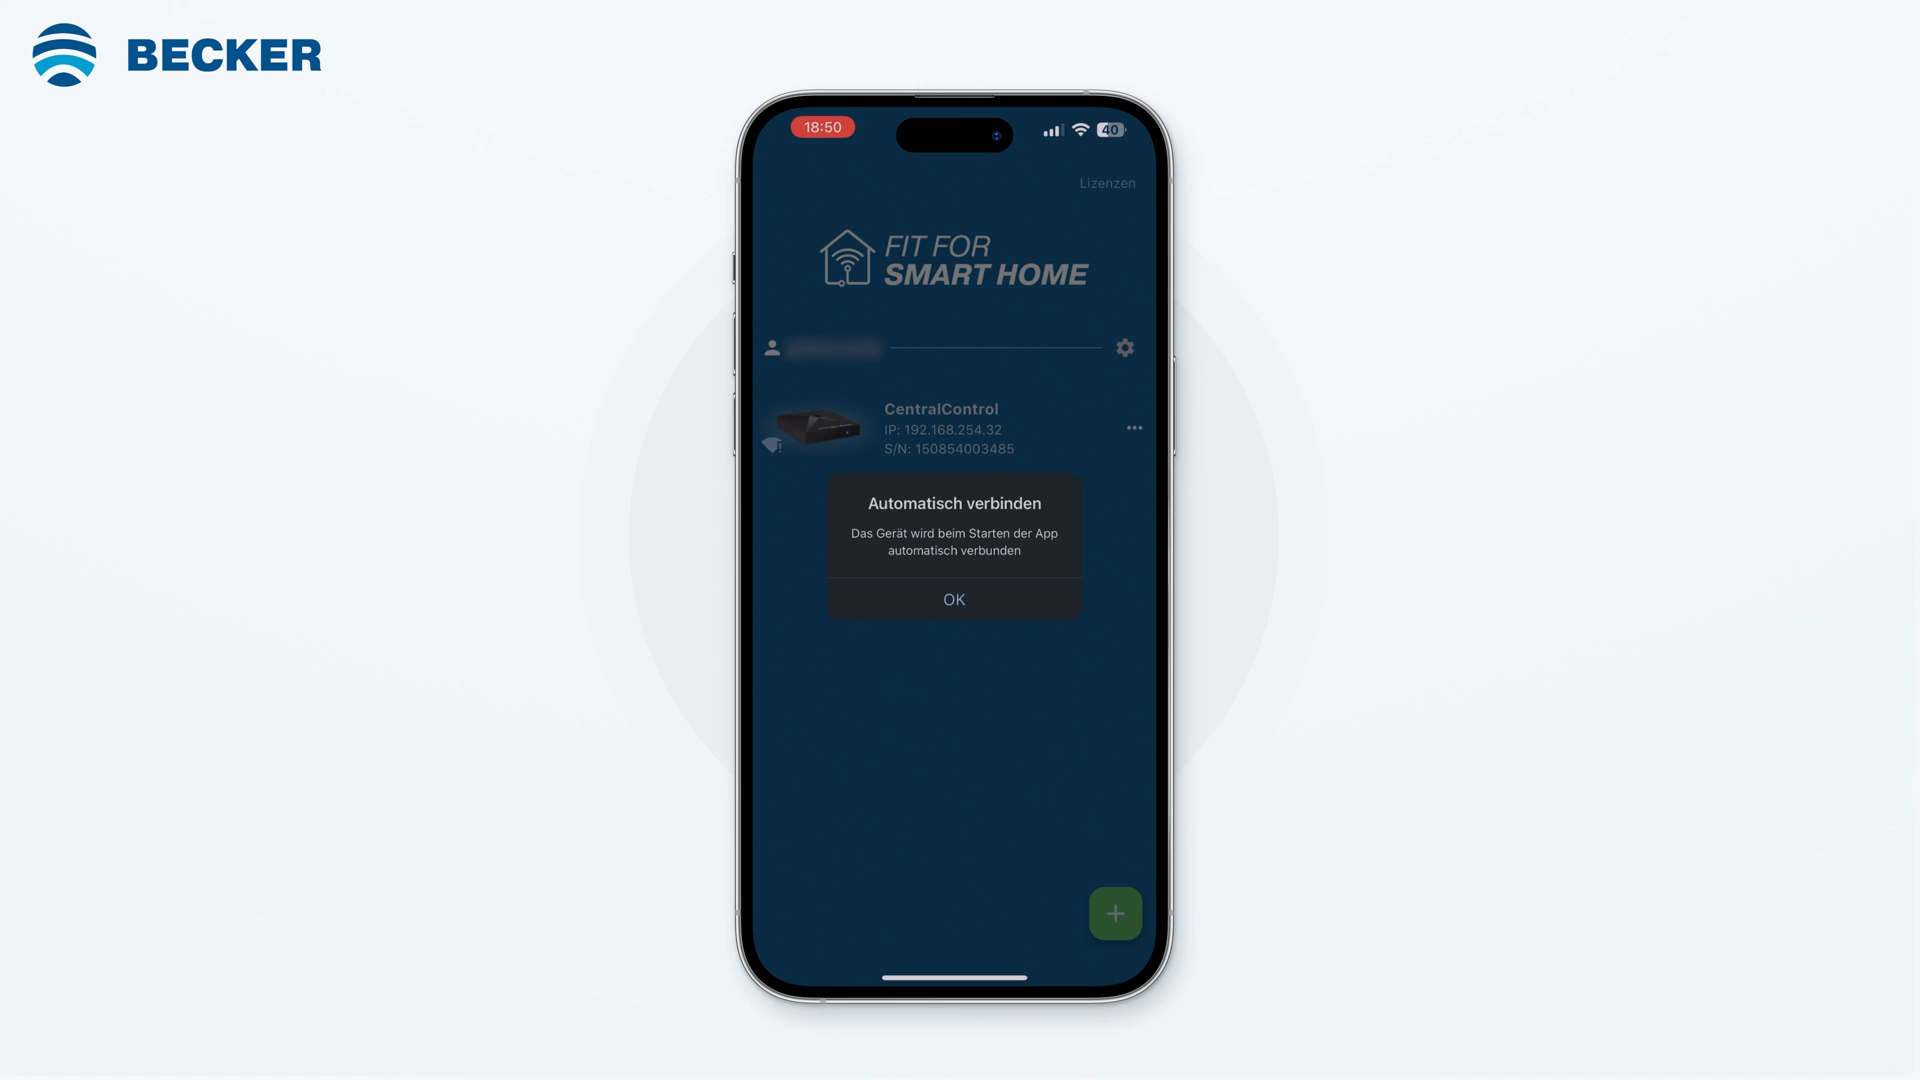 BECKER
18:50
40
Lizenzen
FIT FOR
SMART HOME
CentralControl
IP: 192.168.254.32
S/N: 150854003485
Automatisch verbinden
Das Gerät wird beim Starten der App
automatisch verbunden
OK